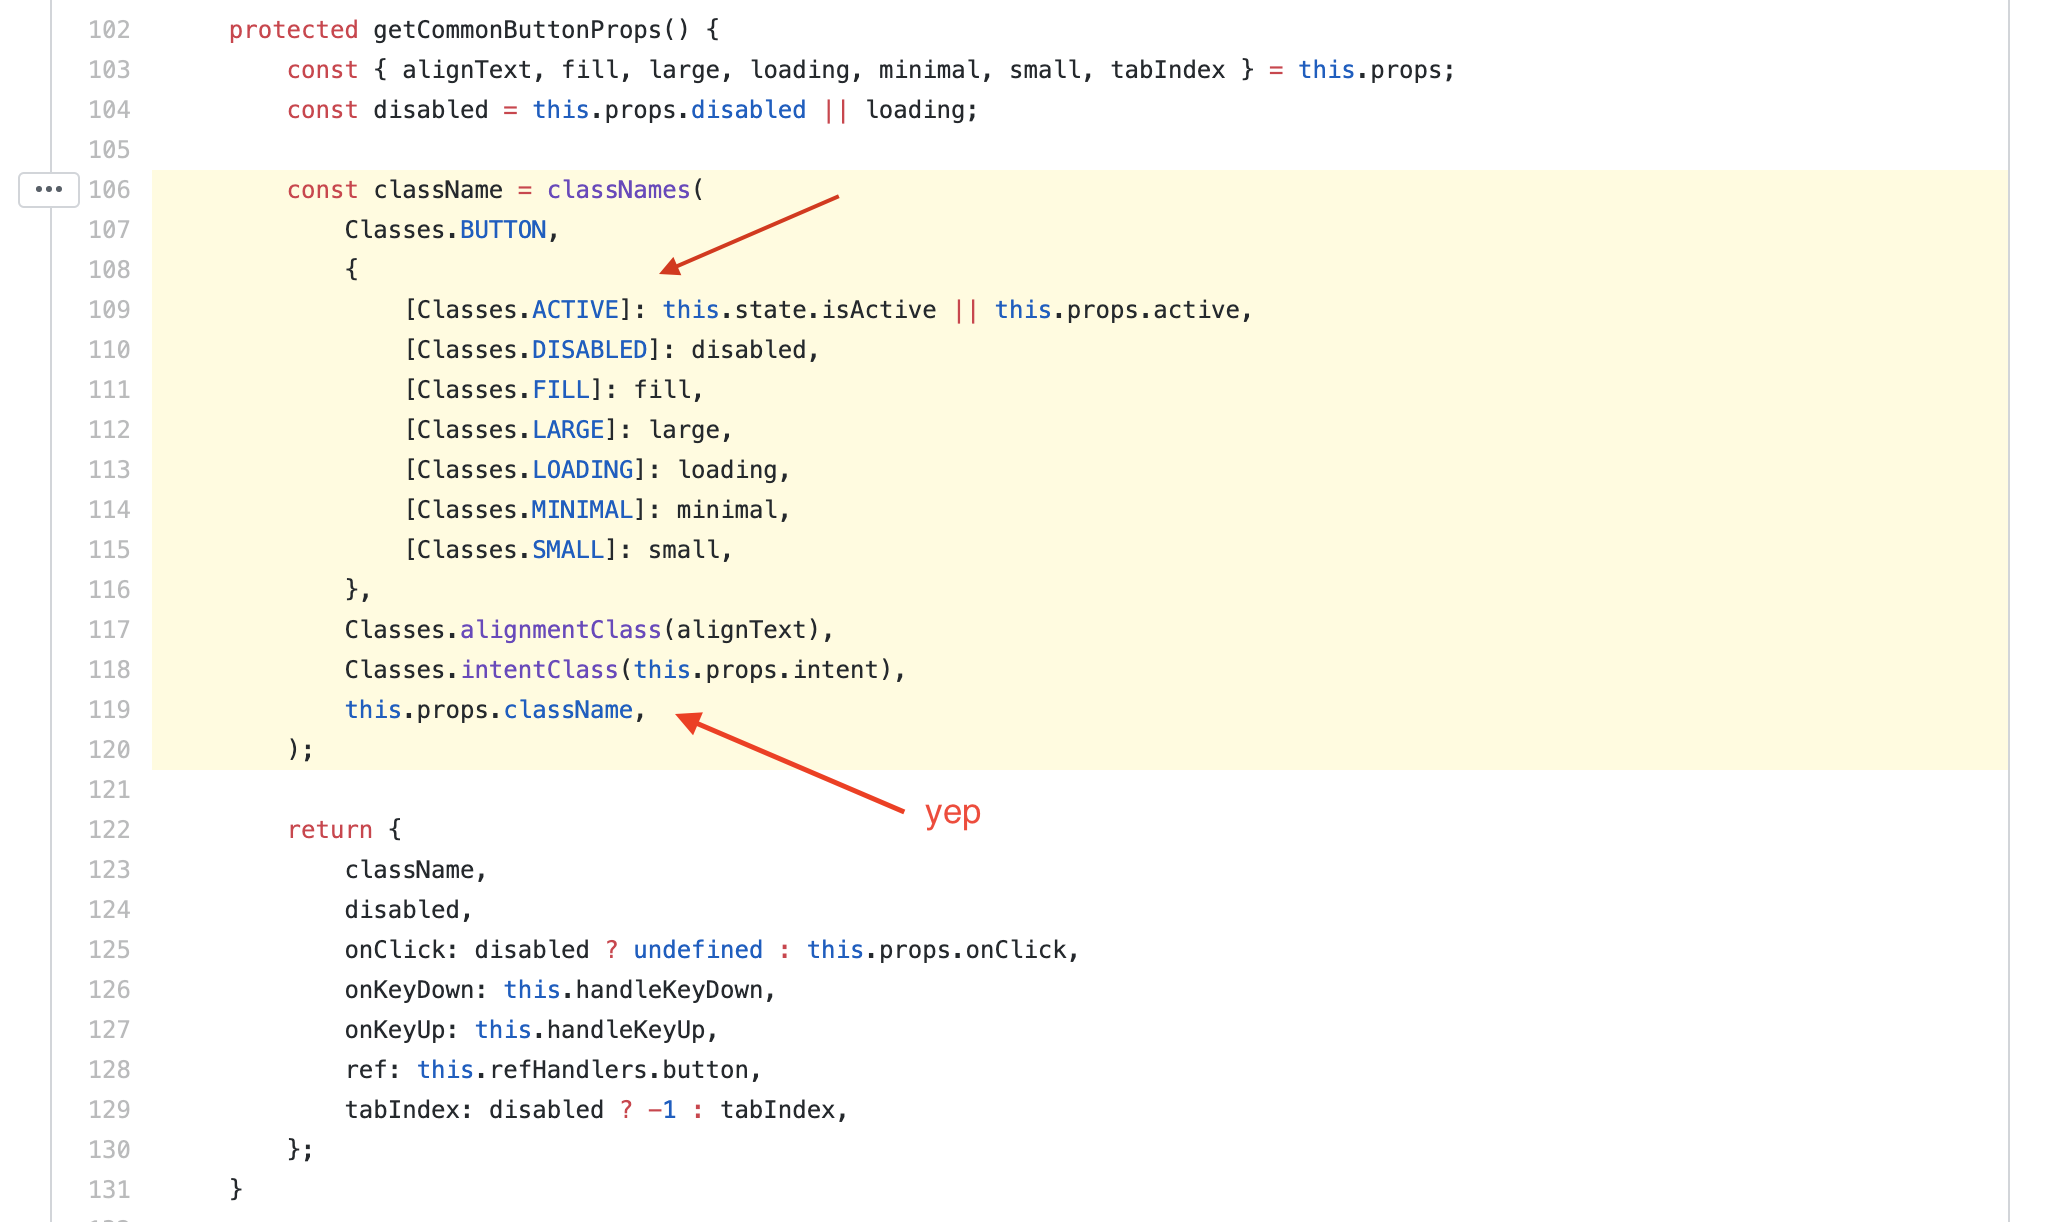 102 protected getCommonButtonProps() {
103 const { alignText, fill, large, loading, minimal, small, tabIndex } = this.props;
104 const disabled = this.props.disabled || loading;
105
106 const className = classNames(
107 Classes.BUTTON,
108 {
109 [Classes.ACTIVE]: this.state.isActive || this.props.active,
110 [Classes.DISABLED]: disabled,
111 [Classes.FILL]: fill,
112 [Classes.LARGE]: large,
113 [Classes.LOADING]: loading,
114 [Classes.MINIMAL]: minimal,
115 [Classes.SMALL]: small,
116 },
117 Classes.alignmentClass(alignText),
118 Classes.intentClass(this.props.intent),
119 this.props.className,
120 );
121
yep
122 return {
123 className,
124 disabled,
125 onClick: disabled ? undefined : this.props.onClick,
126 onKeyDown: this.handleKeyDown,
127 onKeyUp: this.handleKeyUp,
128 ref: this.refHandlers.button,
129 tabIndex: disabled ? -1 : tabIndex,
130 };
131 }